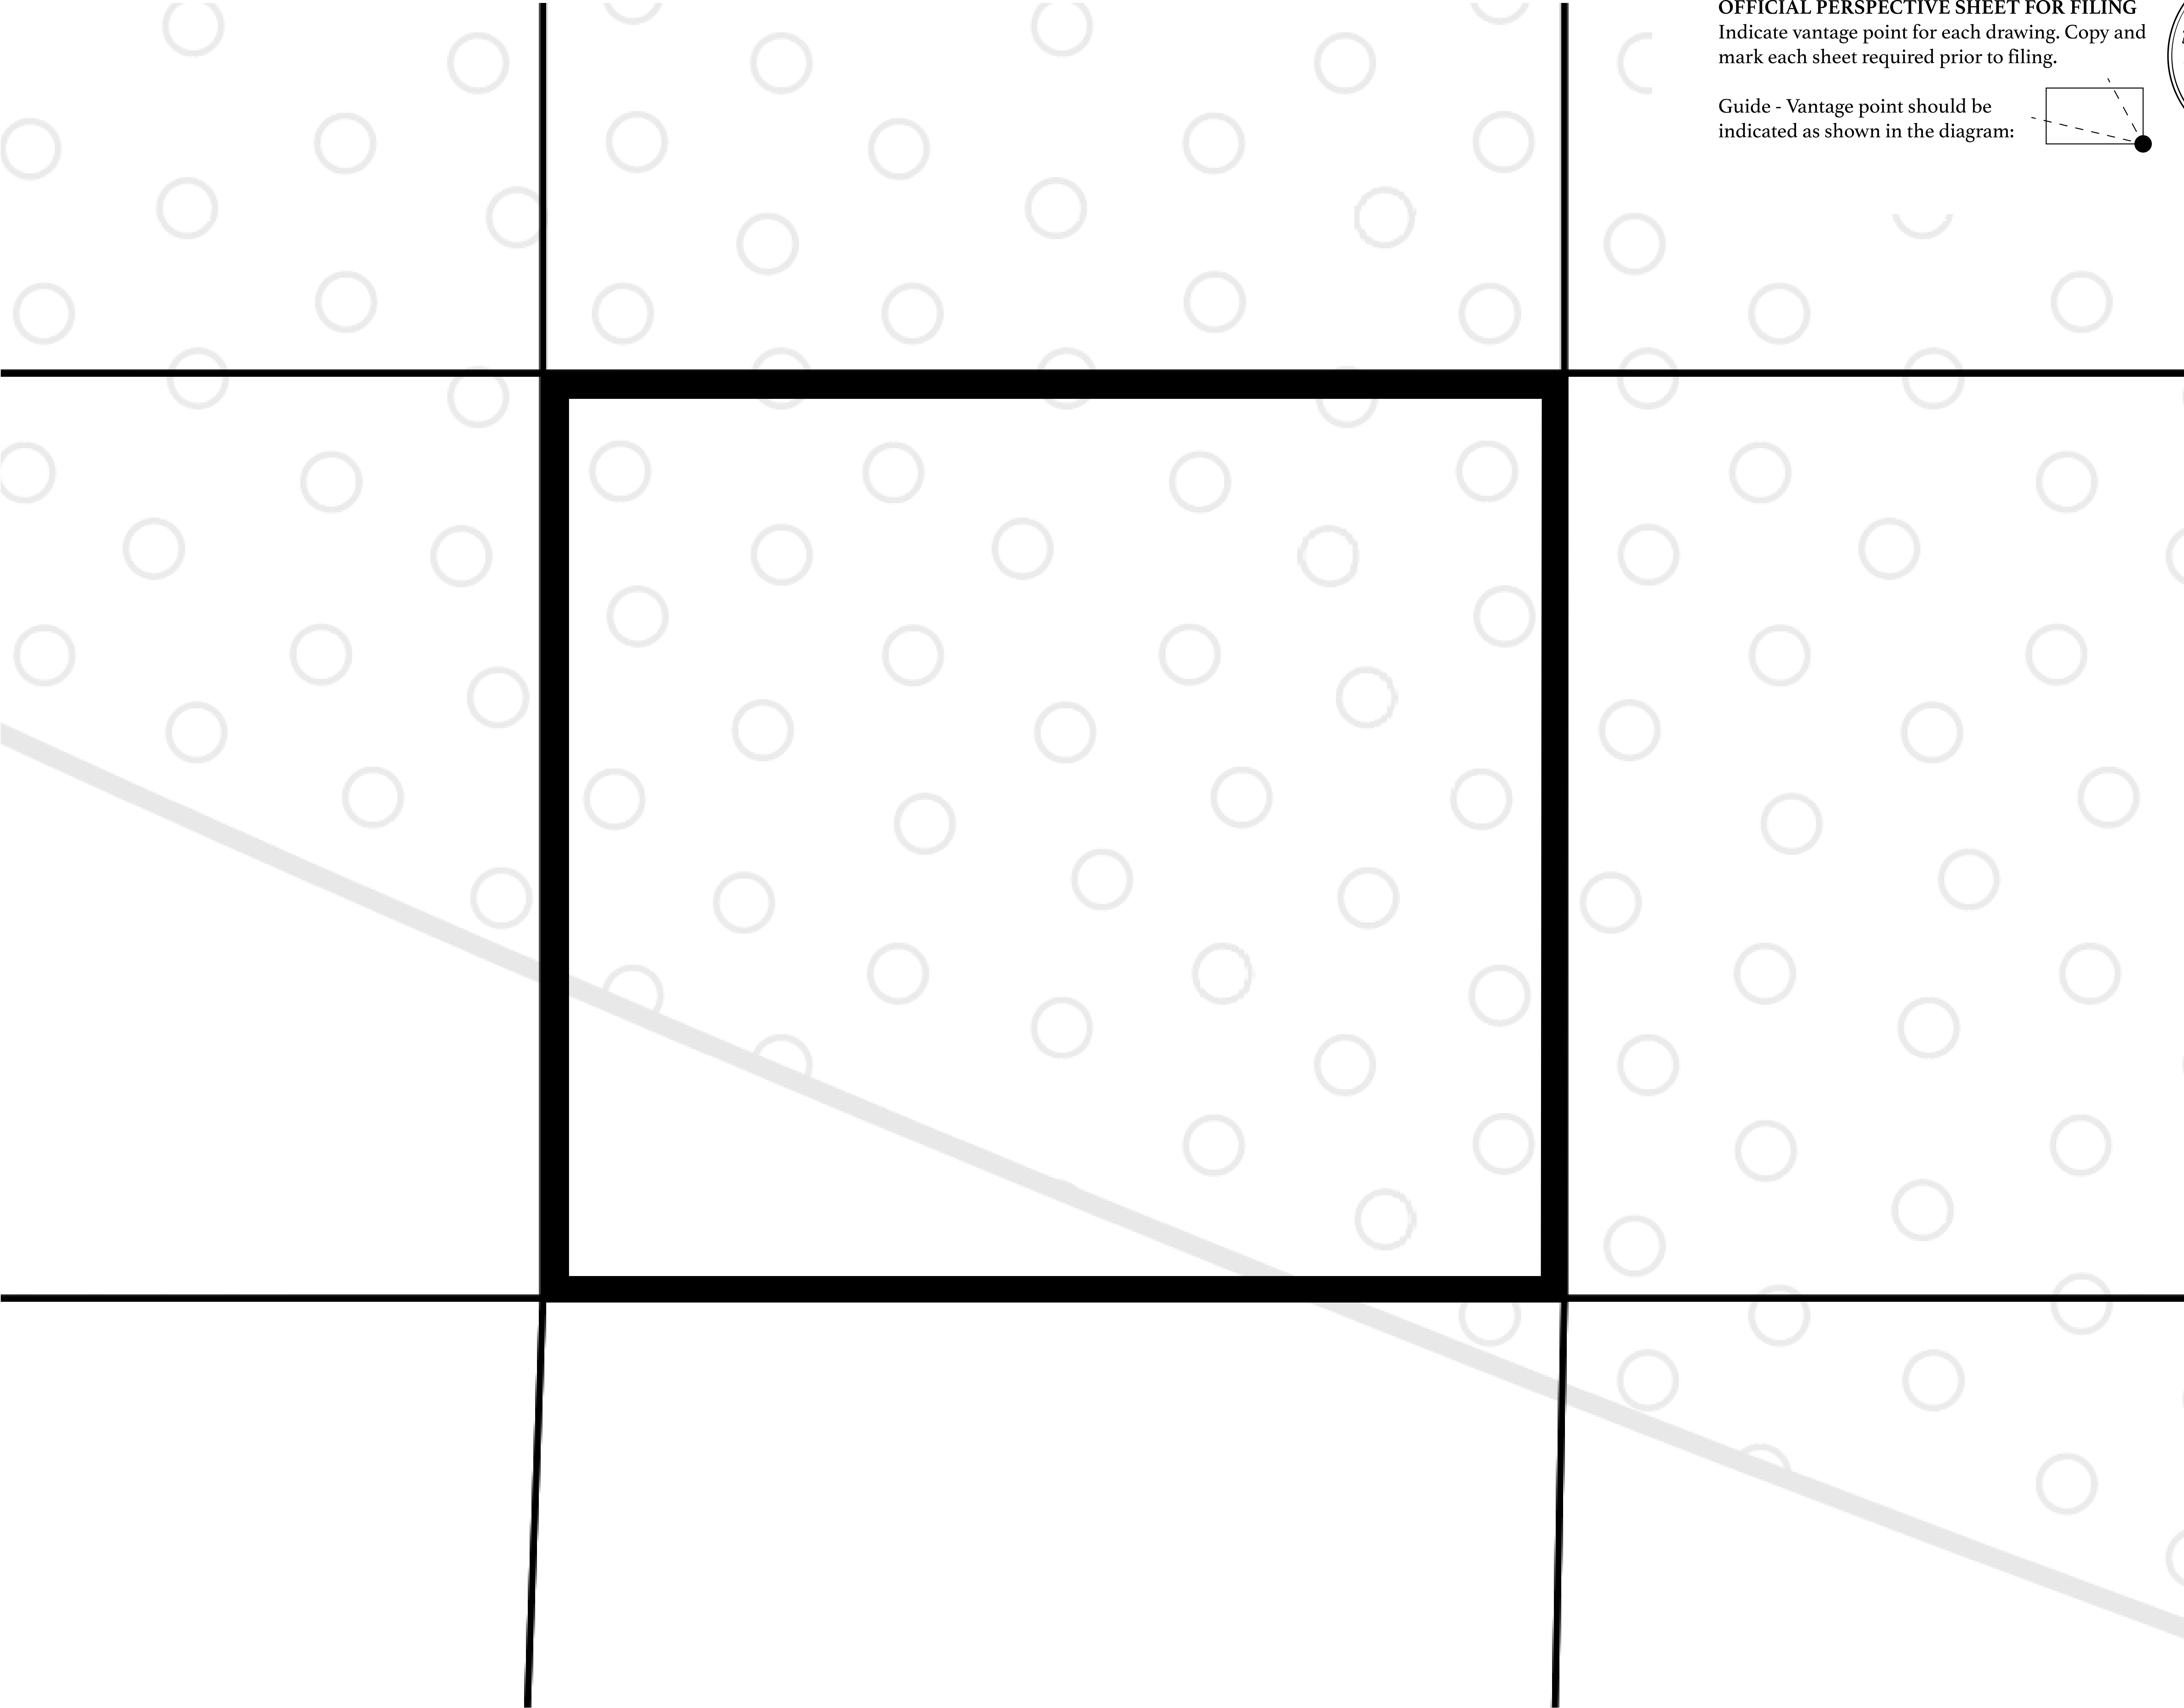 OFFICIAL PERSPECTIVE SHEET FOR FILING
Indicate vantage point for each drawing. Copy and
mark each sheet required prior to filing.
Guide - Vantage point should be
indicated as shown in the diagram: